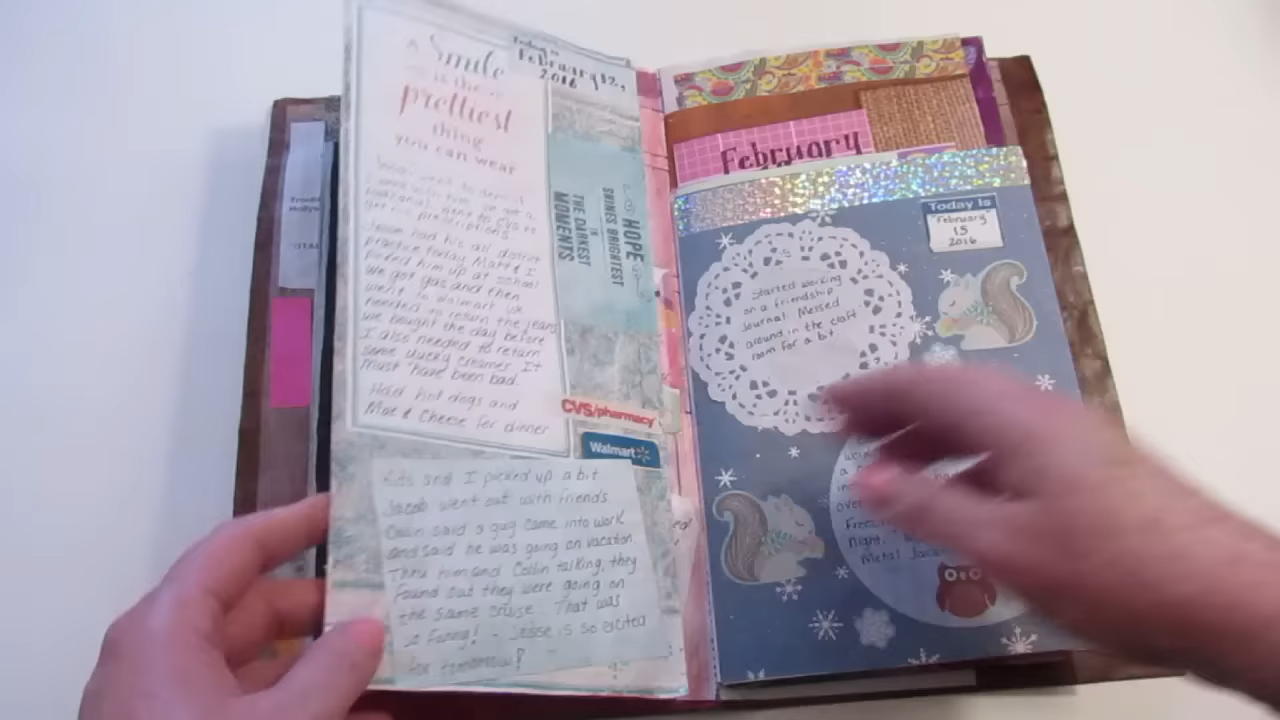 A Smile
is the
prettiest
thing
you can wear
Today is
February 12,
2016
prescriptions.
Jesse had his all district
practice today. Matt & I
picked him up at school
we got gas and then
went to Walmart. We
needed to return the jeans
we bought the day before
I also needed to return
some yucky creamer. It
must have been bad.
Had hot dogs and
Mac & Cheese for dinner
HOPE
SHINES BRIGHTEST
IN
THE DARKEST
MOMENTS
CVS/pharmacy
Walmart
Kids and I picked up a bit
Jacob went out with friends
Collin said a guy came into work
and said he was going on vacation.
Thru him and Collin talking, they
found out they were going on
the same cruise. That was
so funny! - Jesse is so excited
for tomorrow!
February
Today is
"February"
15
2016
Started working
on a friendship
Journal. Messed
around in the craft
room for a bit.
a
over
Night."
Metal Jacket